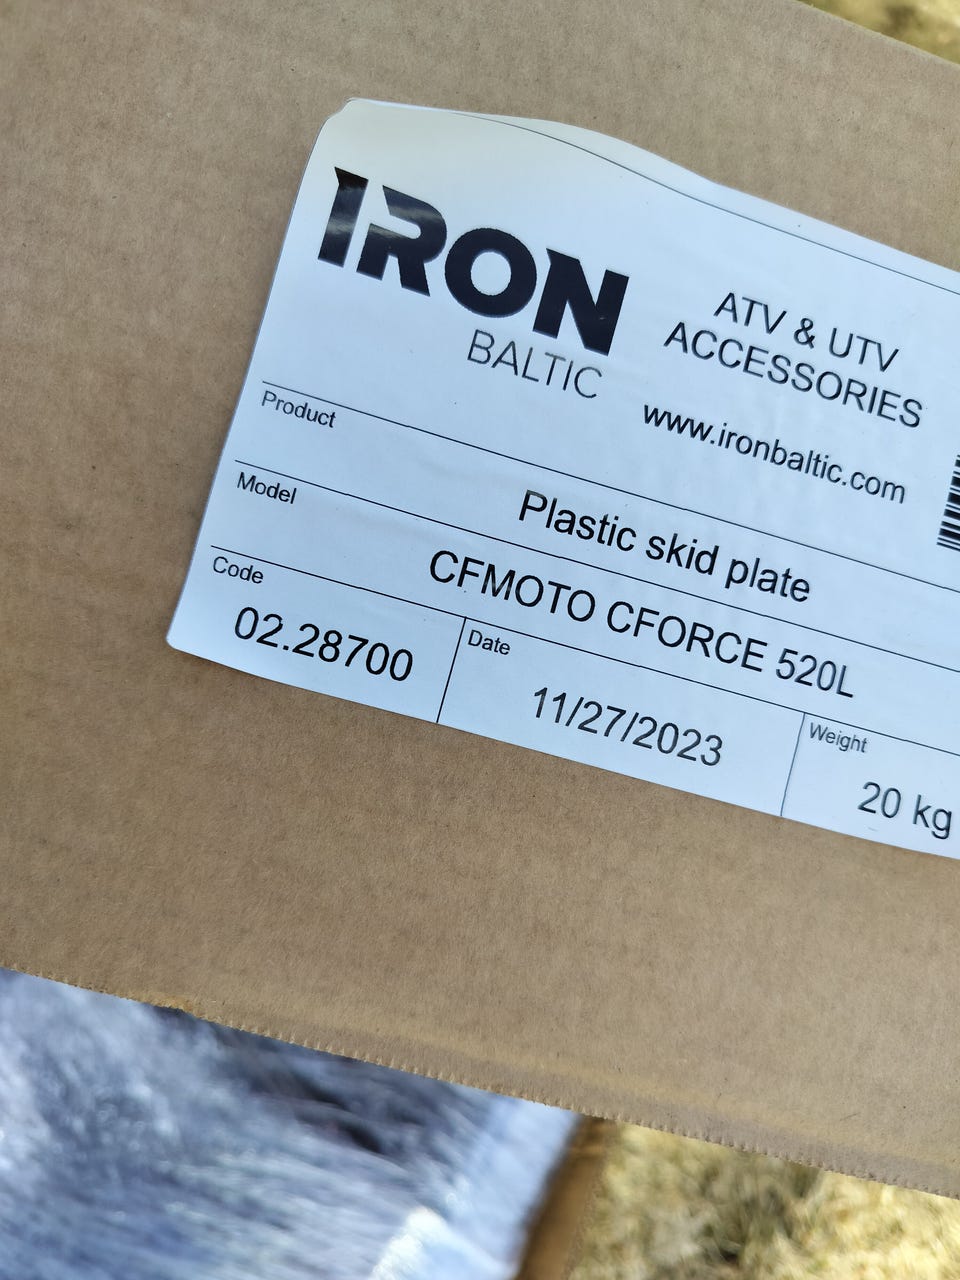 IRON
BALTIC
ATV & UTV
ACCESSORIES
www.ironbaltic.com
Product
Plastic skid plate
Model
CFMOTO CFORCE 520L
Code
02.28700
Date
11/27/2023
Weight
20 kg